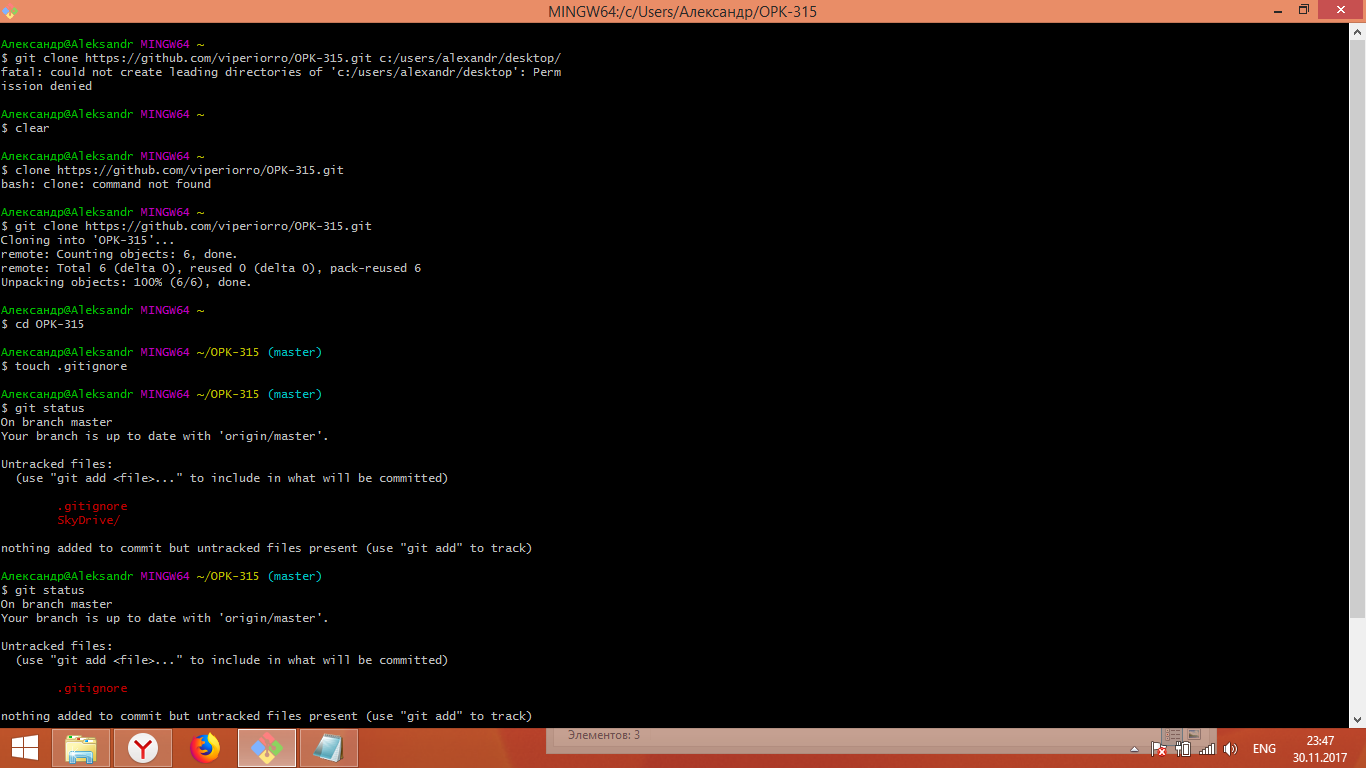 MINGW64:/c/Users/Александр/OPK-315
Александр@Aleksandr MINGW64 ~
$ git clone https://github.com/viperiorro/OPK-315.git c:/users/alexandr/desktop/
fatal: could not create leading directories of 'c:/users/alexandr/desktop': Perm
ission denied
Александр@Aleksandr MINGW64 ~
$ clear
Александр@Aleksandr MINGW64 ~
$ clone https://github.com/viperiorro/OPK-315.git
bash: clone: command not found
Александр@Aleksandr MINGW64 ~
$ git clone https://github.com/viperiorro/OPK-315.git
Cloning into 'OPK-315'...
remote: Counting objects: 6, done.
remote: Total 6 (delta 0), reused 0 (delta 0), pack-reused 6
Unpacking objects: 100% (6/6), done.
Александр@Aleksandr MINGW64 ~
$ cd OPK-315
Александр@Aleksandr MINGW64 ~/OPK-315 (master)
$ touch .gitignore
Александр@Aleksandr MINGW64 ~/OPK-315 (master)
$ git status
On branch master
Your branch is up to date with 'origin/master'.
Untracked files:
(use "git add <file>..." to include in what will be committed)
.gitignore
SkyDrive/
nothing added to commit but untracked files present (use "git add" to track)
Александр@Aleksandr MINGW64 ~/OPK-315 (master)
$ git status
On branch master
Your branch is up to date with 'origin/master'.
Untracked files:
(use "git add <file>..." to include in what will be committed)
.gitignore
nothing added to commit but untracked files present (use "git add" to track)
Элементов: 3
ENG
23:47
30.11.2017